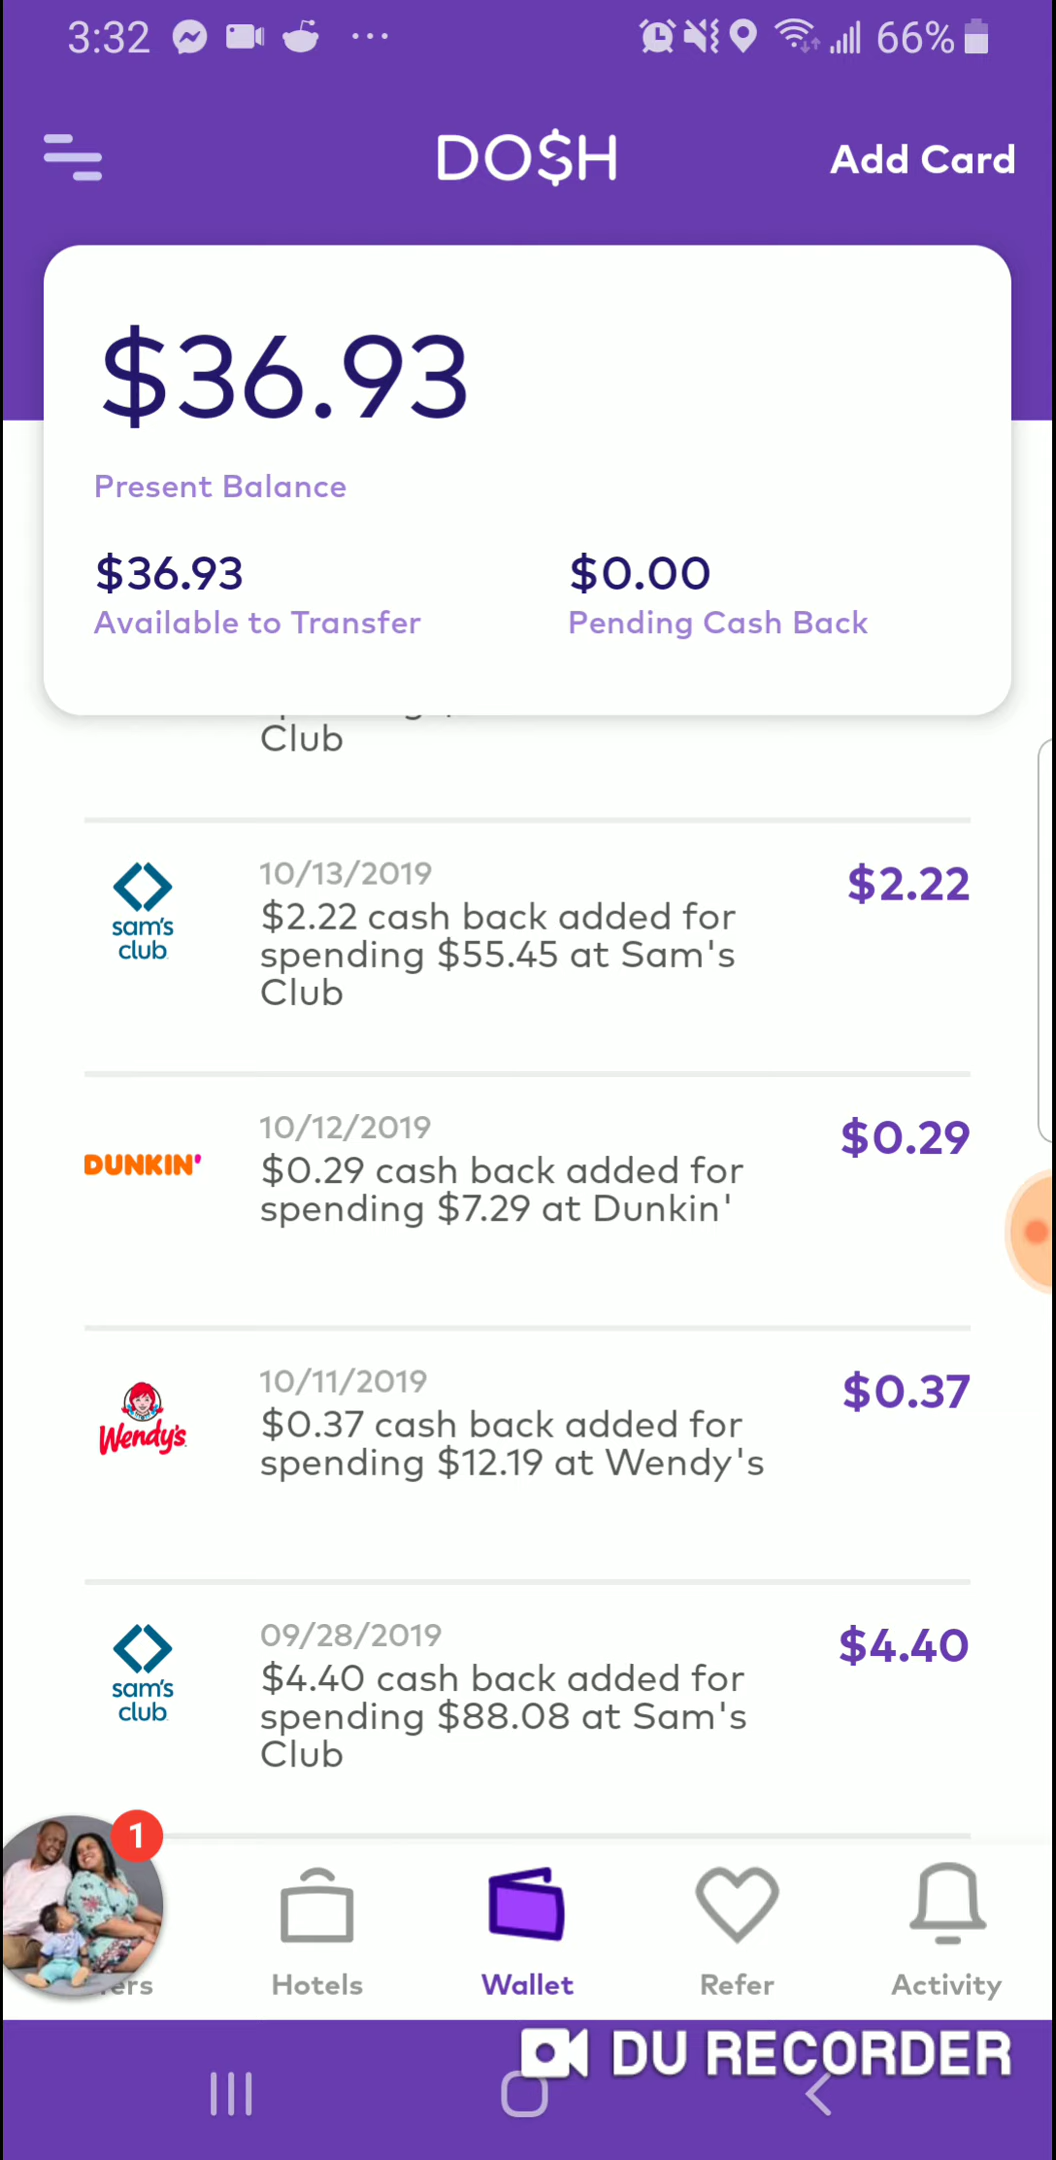 3:32 66%
DO$H Add Card
$36.93
Present Balance
$36.93 $0.00
Available to Transfer Pending Cash Back
Club
10/13/2019 $2.22
sam's club
$2.22 cash back added for
spending $55.45 at Sam's
Club
10/12/2019 $0.29
DUNKIN'
$0.29 cash back added for
spending $7.29 at Dunkin'
10/11/2019 $0.37
Wendy's
$0.37 cash back added for
spending $12.19 at Wendy's
09/28/2019 $4.40
sam's club
$4.40 cash back added for
spending $88.08 at Sam's
Club
1
ers Hotels Wallet Refer Activity
DU RECORDER